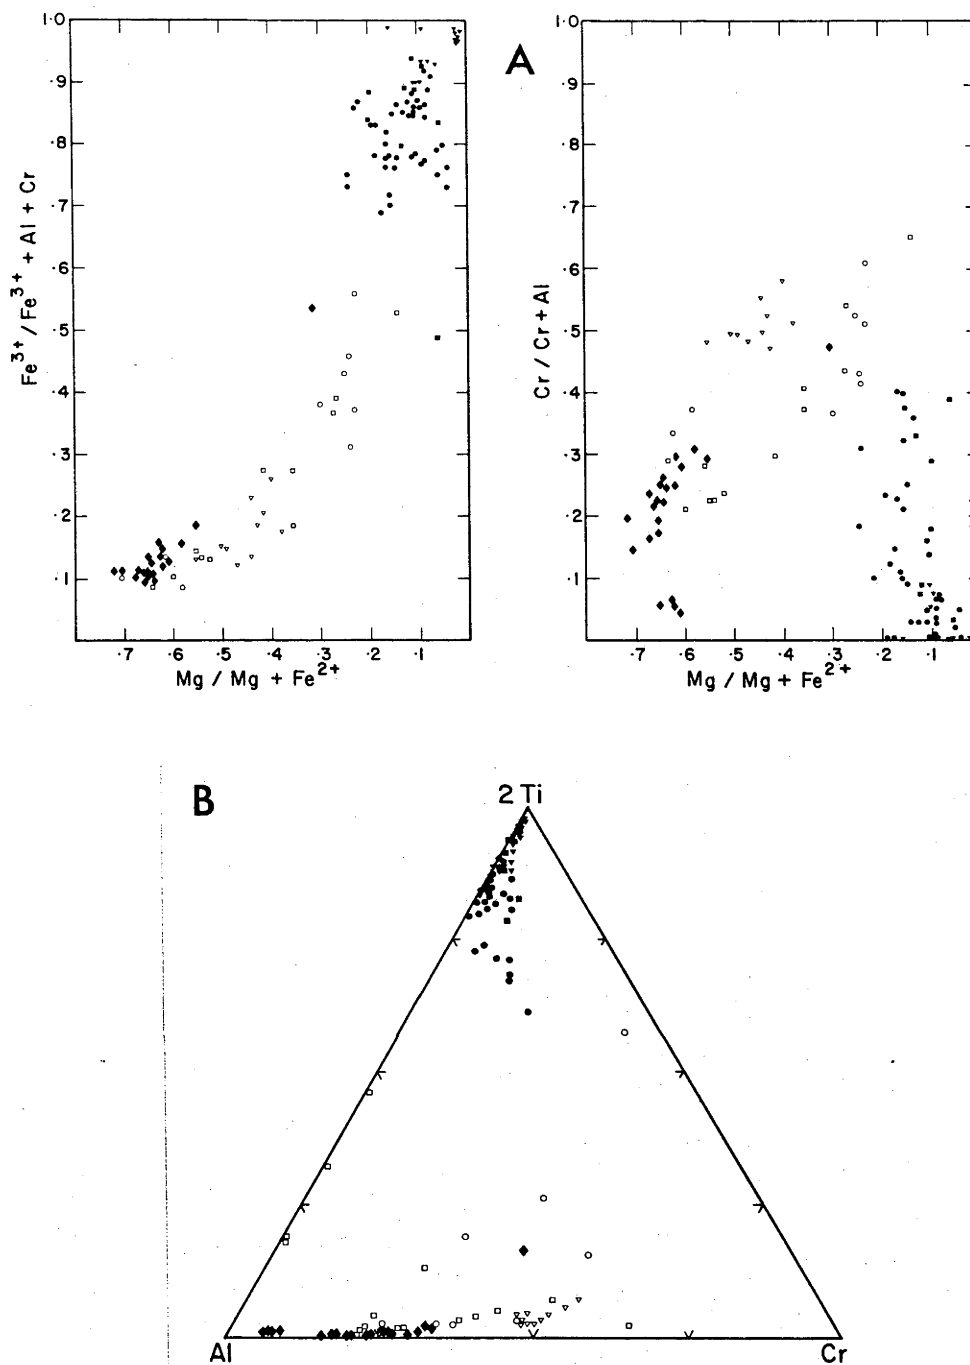 A
1.0
.9
.8
.7
.6
.5
.4
.3
.2
.1
Fe3+/Fe3+ + Al + Cr
.7 .6 .5 .4 .3 .2 .1
Mg / Mg + Fe2+
1.0
.9
.8
.7
.6
.5
.4
.3
.2
.1
Cr / Cr + Al
.7 .6 .5 .4 .3 .2 .1
Mg / Mg + Fe2+
B
2 Ti
Al
Cr